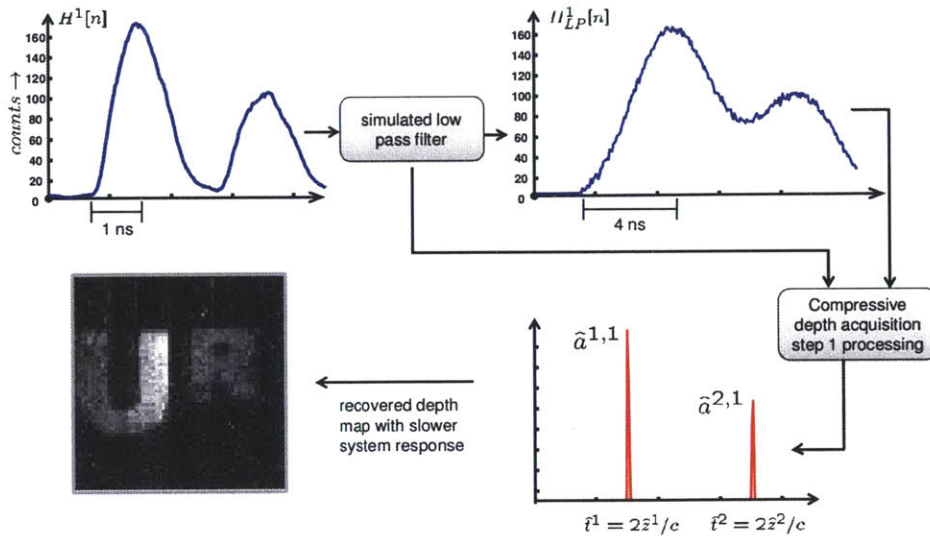 H¹[n]
160
140
120
100
80
60
40
20
0
counts →
1 ns
simulated low
pass filter
H¹_LP[n]
160
140
120
100
80
60
40
20
0
4 ns
Compressive
depth acquisition
step 1 processing
U R
recovered depth
map with slower
system response
â^{1,1}
â^{2,1}
t̂¹ = 2ẑ¹/c t̂² = 2ẑ²/c